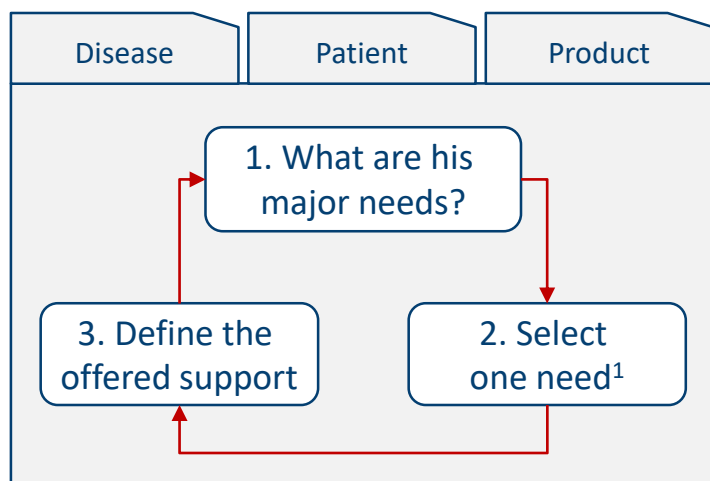 Disease
Patient
Product
1. What are his
major needs?
3. Define the
offered support
2. Select
one need¹